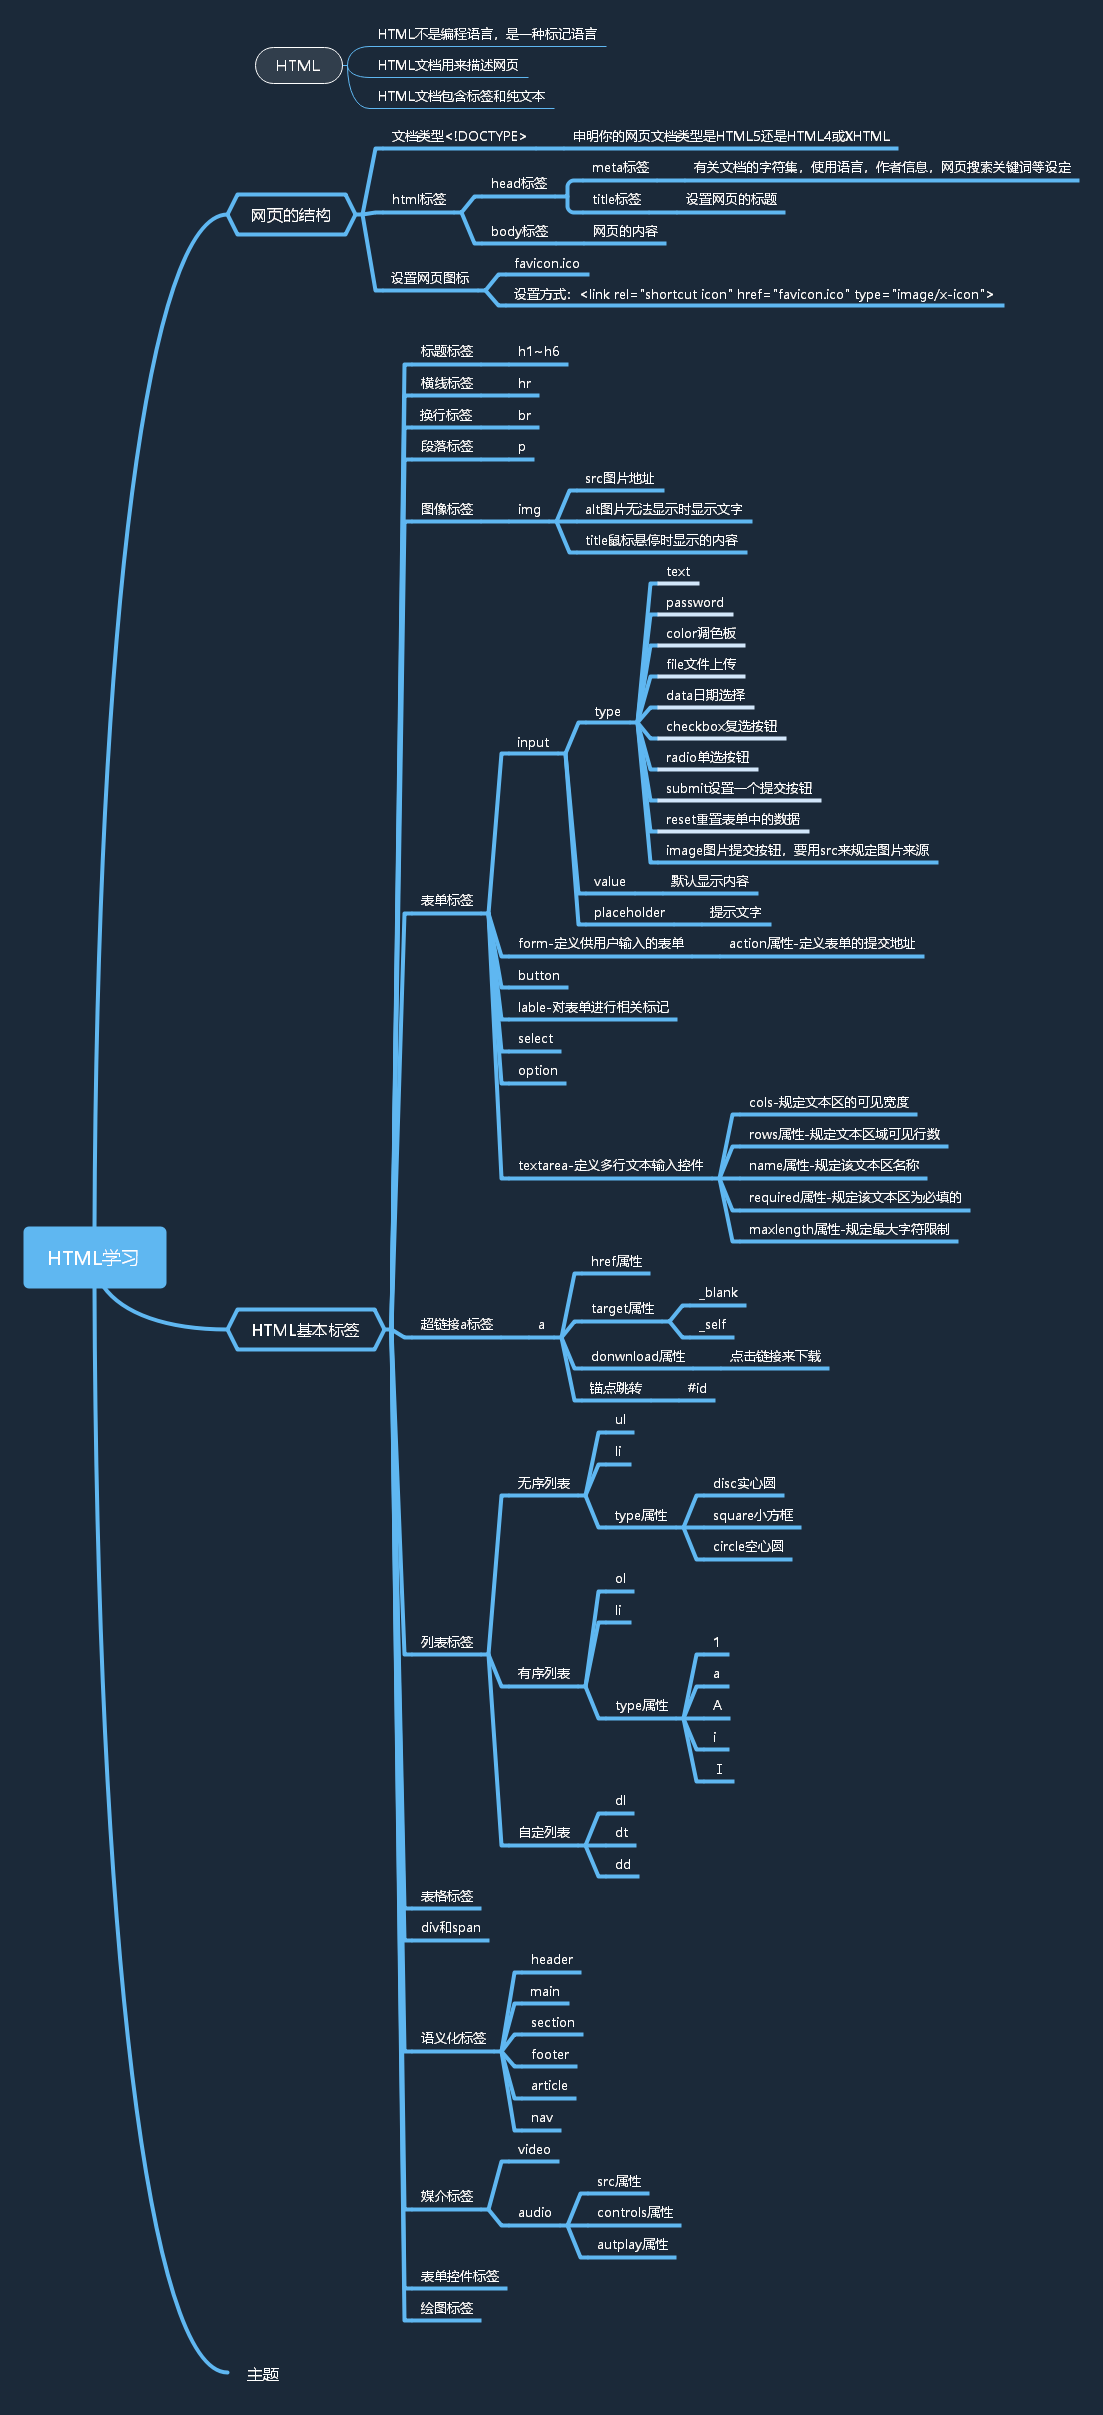 HTML不是编程语言，是一种标记语言
HTML
HTML文档用来描述网页
HTML文档包含标签和纯文本
文档类型<!DOCTYPE>
申明你的网页文档类型是HTML5还是HTML4或XHTML
meta标签
有关文档的字符集，使用语言，作者信息，网页搜索关键词等设定
head标签
html标签
title标签
设置网页的标题
网页的结构
body标签
网页的内容
favicon.ico
设置网页图标
设置方式：<link rel="shortcut icon" href="favicon.ico" type="image/x-icon">
标题标签
h1~h6
横线标签
hr
换行标签
br
段落标签
p
src图片地址
图像标签
img
alt图片无法显示时显示文字
title鼠标悬停时显示的内容
text
password
color调色板
file文件上传
data日期选择
type
checkbox复选按钮
input
radio单选按钮
submit设置一个提交按钮
reset重置表单中的数据
image图片提交按钮，要用src来规定图片来源
value
默认显示内容
表单标签
placeholder
提示文字
form-定义供用户输入的表单
action属性-定义表单的提交地址
button
lable-对表单进行相关标记
select
option
cols-规定文本区的可见宽度
rows属性-规定文本区域可见行数
textarea-定义多行文本输入控件
name属性-规定该文本区名称
required属性-规定该文本区为必填的
maxlength属性-规定最大字符限制
HTML学习
href属性
_blank
target属性
_self
HTML基本标签
超链接a标签
a
donwnload属性
点击链接来下载
锚点跳转
#id
ul
li
无序列表
disc实心圆
type属性
square小方框
circle空心圆
ol
li
列表标签
有序列表
1
a
type属性
A
i
I
dl
自定列表
dt
dd
表格标签
div和span
header
main
section
语义化标签
footer
article
nav
video
src属性
媒介标签
audio
controls属性
autplay属性
表单控件标签
绘图标签
主题